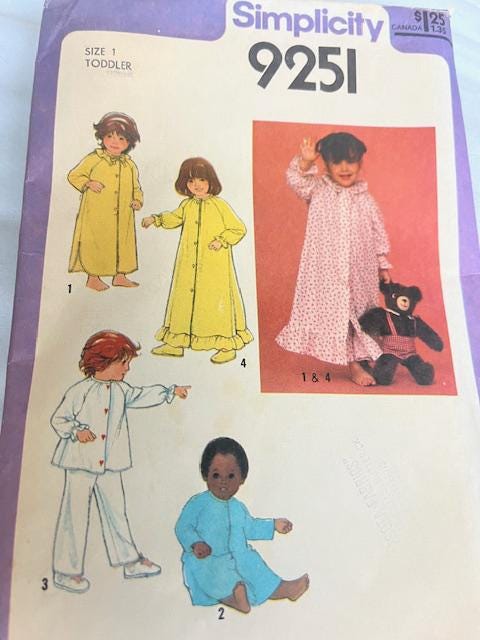 Simplicity
$1.25
CANADA 1.35
SIZE 1
TODDLER
9251
1
4
1 & 4
3
2